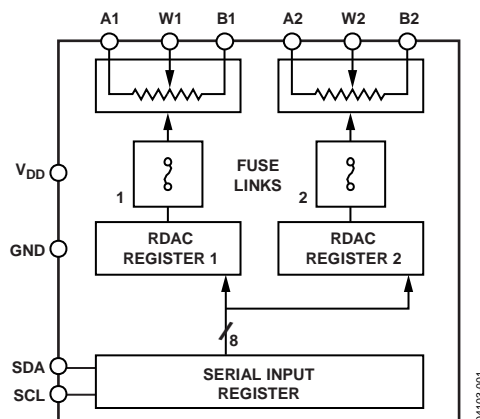 A1 W1 B1 A2 W2 B2
V_DD
FUSE
LINKS
1
2
RDAC
REGISTER 1
RDAC
REGISTER 2
GND
8
SDA
SCL
SERIAL INPUT
REGISTER